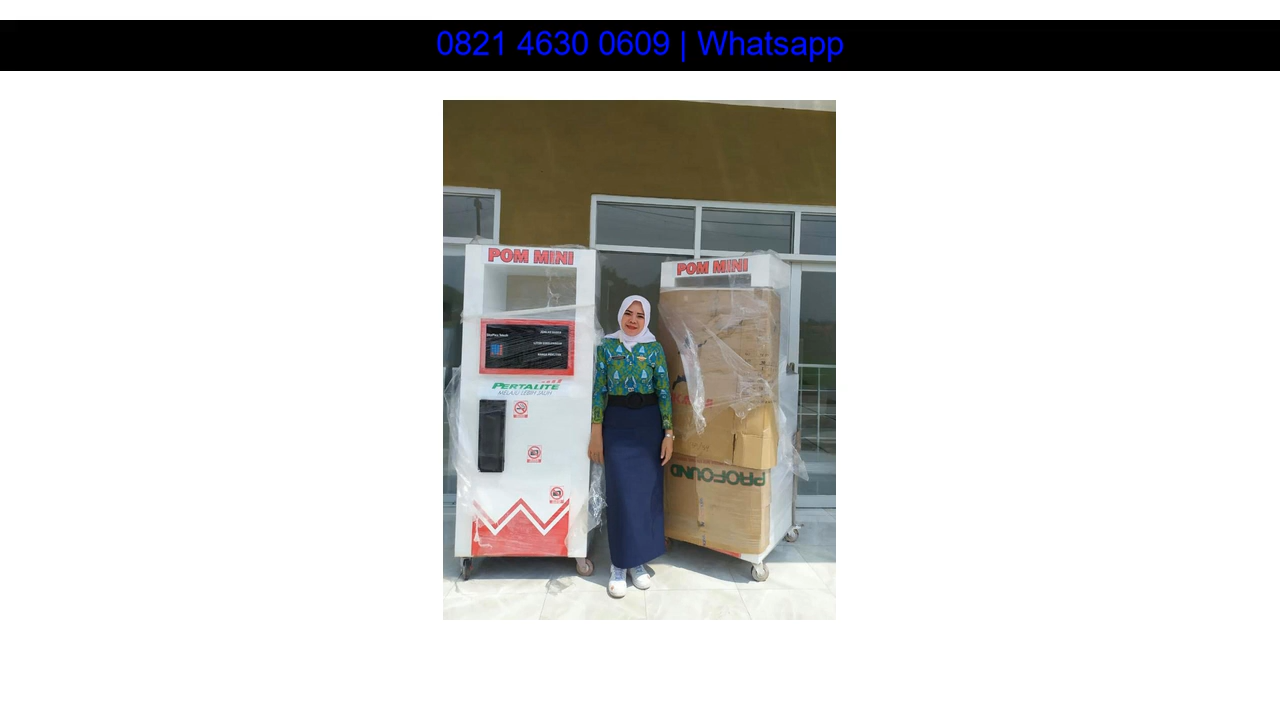 0821 4630 0609 | Whatsapp
POM MINI
POM MINI
PERTALITE
MELAJU LEBIH JAUH
PROFOUND